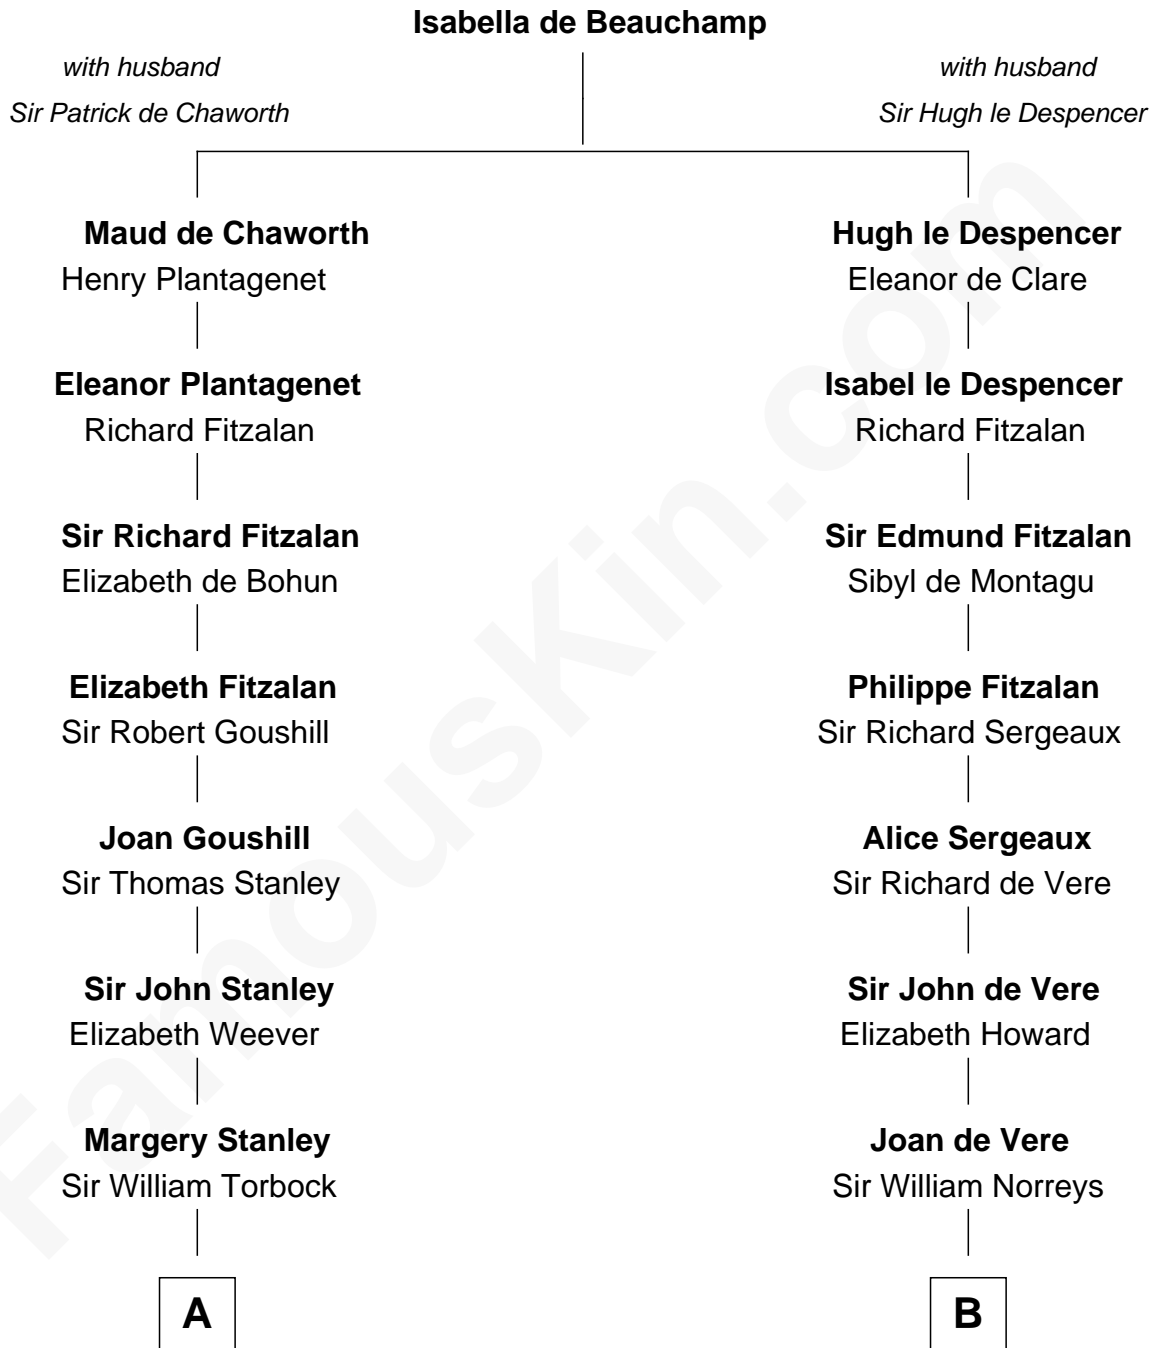 Isabella de Beauchamp
with husband
Sir Patrick de Chaworth
with husband
Sir Hugh le Despencer
Maud de Chaworth
Henry Plantagenet
Hugh le Despencer
Eleanor de Clare
Eleanor Plantagenet
Richard Fitzalan
Isabel le Despencer
Richard Fitzalan
Sir Richard Fitzalan
Elizabeth de Bohun
Sir Edmund Fitzalan
Sibyl de Montagu
Elizabeth Fitzalan
Sir Robert Goushill
Philippe Fitzalan
Sir Richard Sergeaux
Joan Goushill
Sir Thomas Stanley
Alice Sergeaux
Sir Richard de Vere
Sir John Stanley
Elizabeth Weever
Sir John de Vere
Elizabeth Howard
Margery Stanley
Sir William Torbock
Joan de Vere
Sir William Norreys
A
B
FamousKin.com